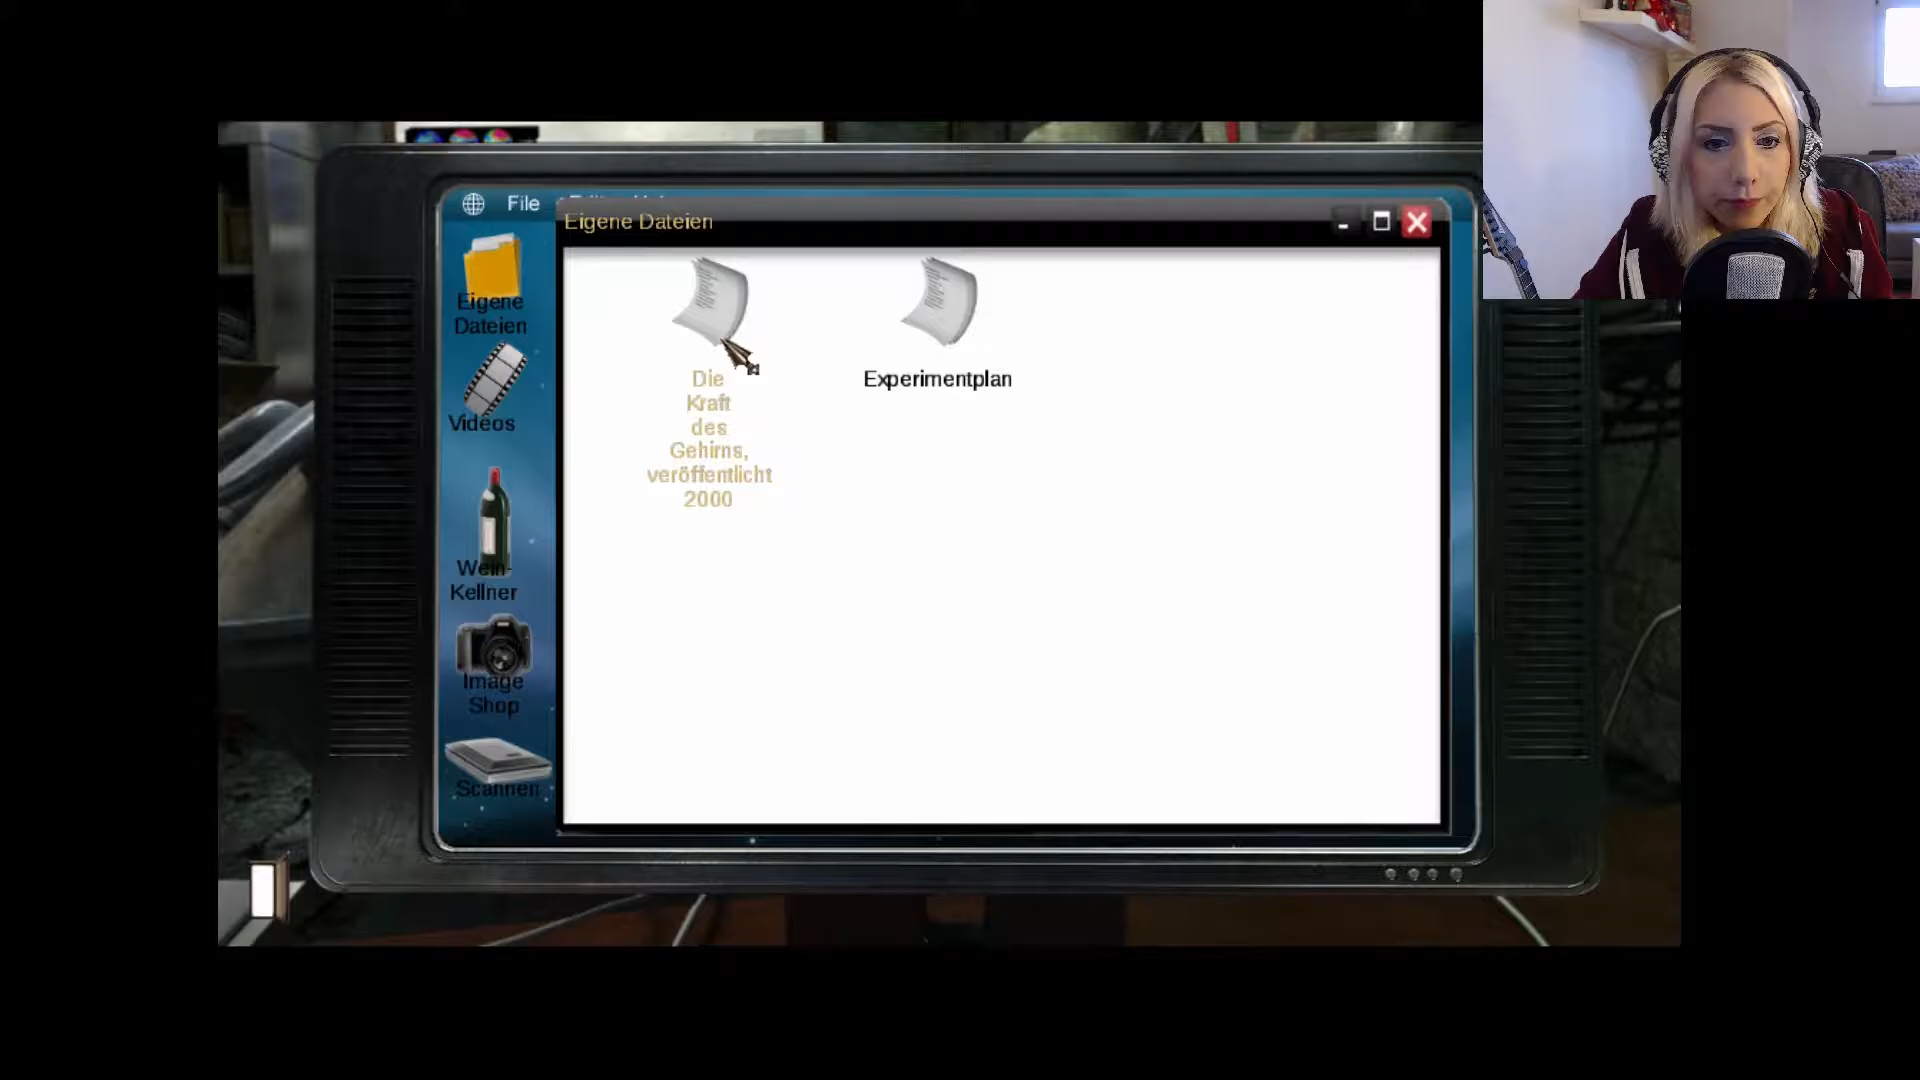 File
Eigene Dateien
Eigene
Dateien
Videos
Wein-
Kellner
Image
Shop
Scannen
Die
Kraft
des
Gehirns,
veröffentlicht
2000
Experimentplan